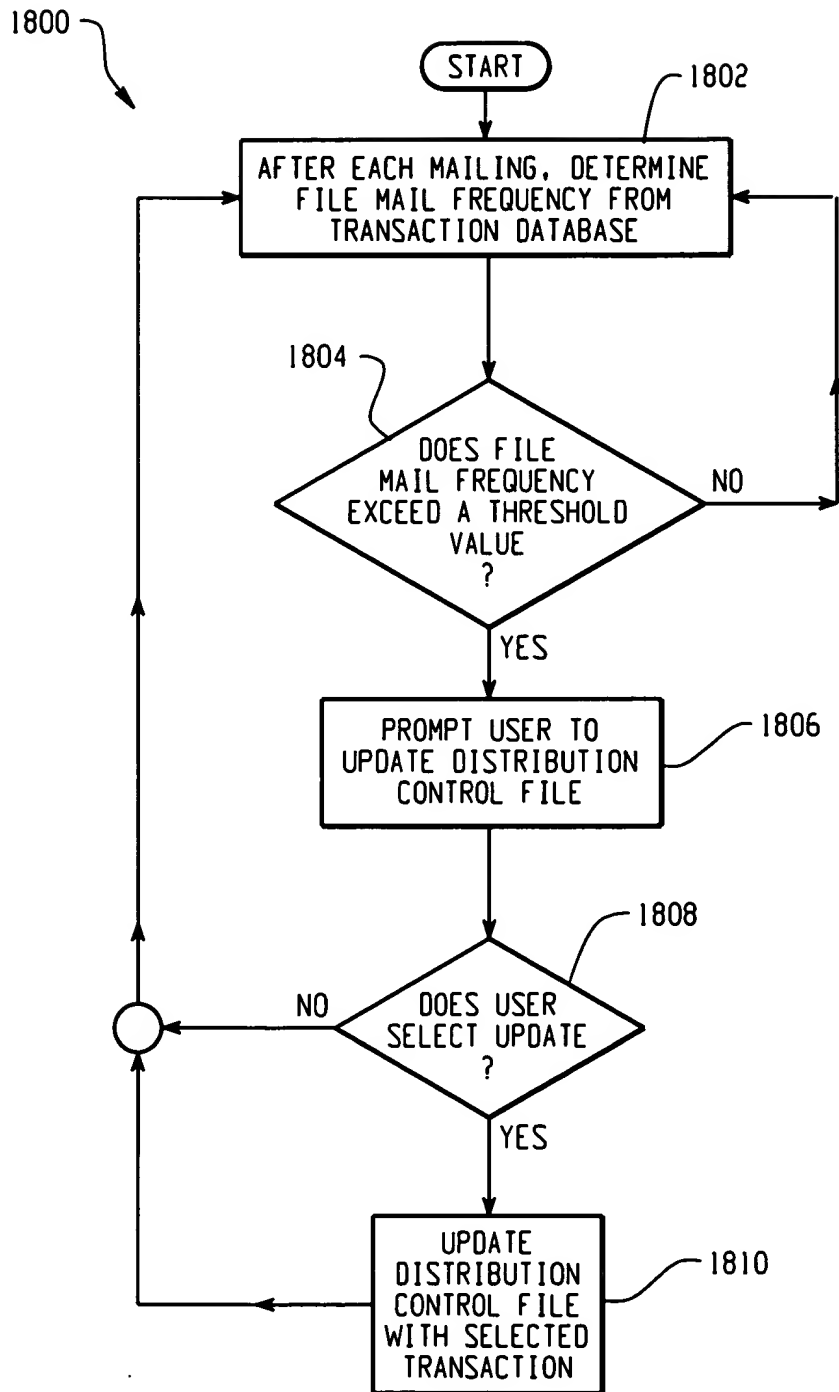 1800
START
1802
AFTER EACH MAILING, DETERMINE
FILE MAIL FREQUENCY FROM
TRANSACTION DATABASE
1804
DOES FILE
MAIL FREQUENCY
EXCEED A THRESHOLD
VALUE
?
NO
YES
PROMPT USER TO
UPDATE DISTRIBUTION
CONTROL FILE
1806
1808
DOES USER
SELECT UPDATE
?
NO
YES
UPDATE
DISTRIBUTION
CONTROL FILE
WITH SELECTED
TRANSACTION
1810